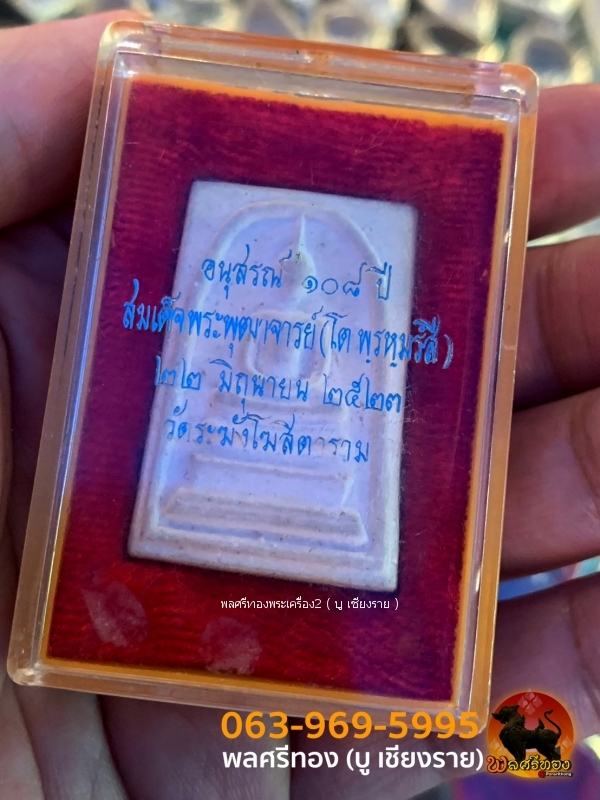 อนุสรณ์ ๑๐๘ ปี
สมเด็จพระพุฒาจารย์(โต พฺรหฺมรํสี)
๒๒ มิถุนายน ๒๕๒๓
วัดระฆังโฆสิตาราม
พลศรีทองพระเครื่อง2 ( บู เชียงราย )
063-969-5995
พลศรีทอง (บู เชียงราย)
พลศรีทอง